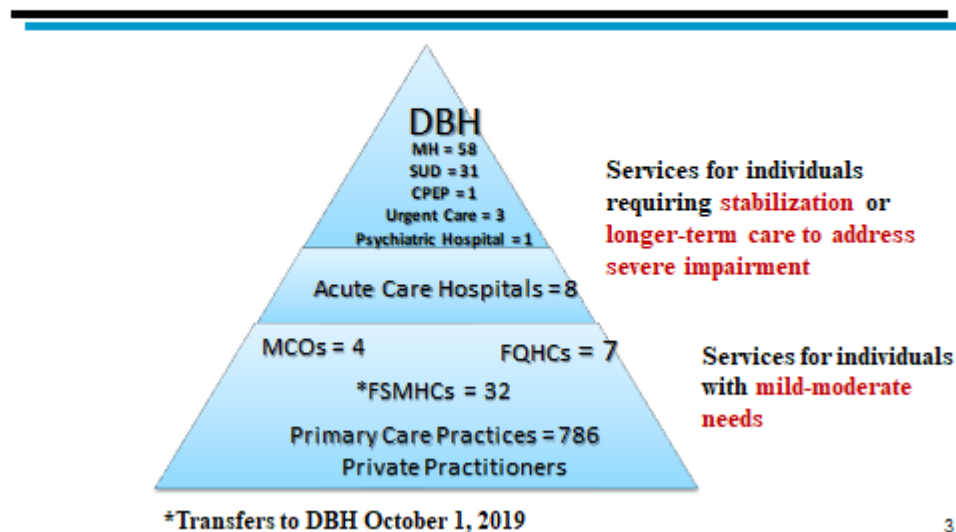 DBH
MH = 58
SUD = 31
CPEP = 1
Urgent Care = 3
Psychiatric Hospital = 1
Services for individuals
requiring stabilization or
longer-term care to address
severe impairment
Acute Care Hospitals = 8
MCOs = 4
FQHCs = 7
*FSMHCs = 32
Primary Care Practices = 786
Private Practitioners
Services for individuals
with mild-moderate
needs
*Transfers to DBH October 1, 2019
3